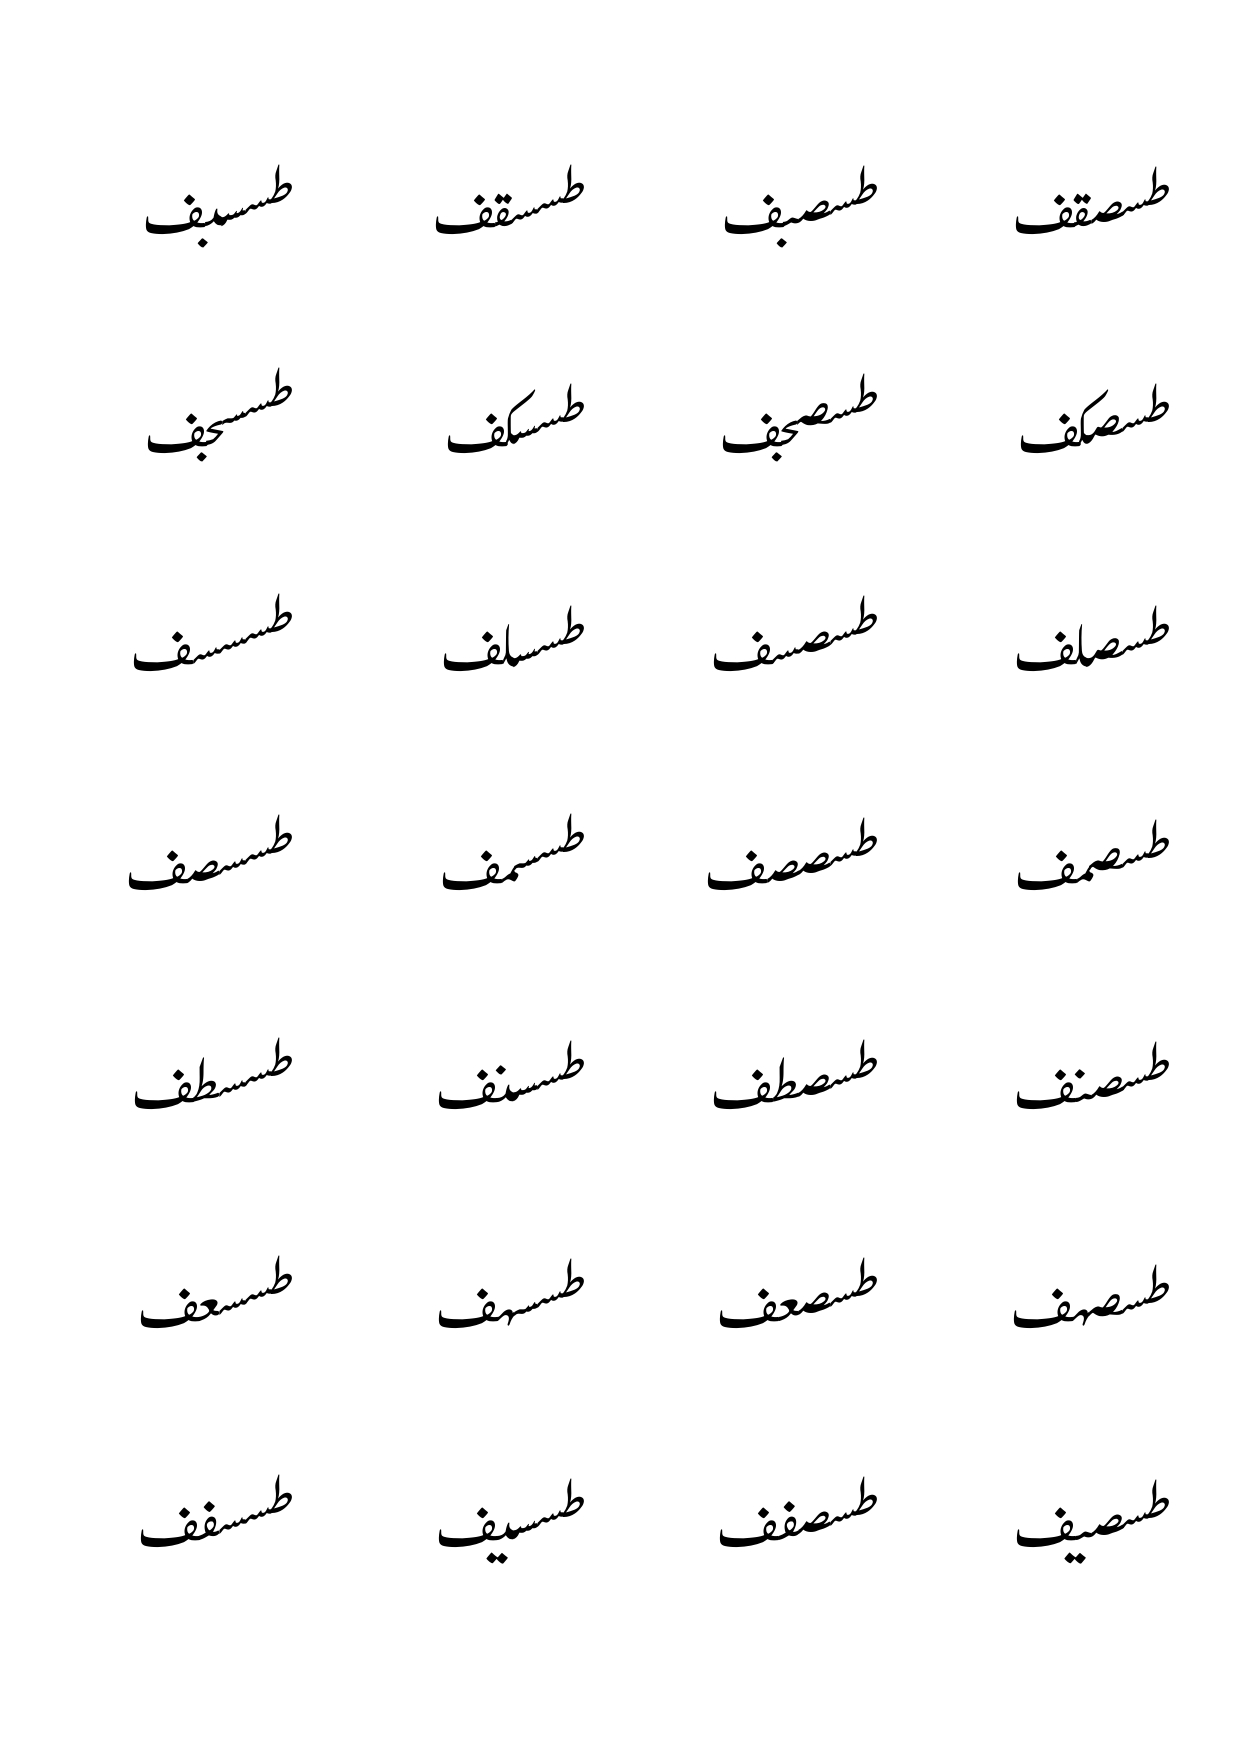 طسصقف طسصبف طسسقف طسسبف
طسصكف طسصجف طسسكف طسسجف
طسصلف طسصسف طسسلف طسسسف
طسصمف طسصصف طسسمف طسسصف
طسصنف طسصطف طسسنف طسسطف
طسصهف طسصعف طسسهف طسسعف
طسصيف طسصفف طسسيف طسسفف